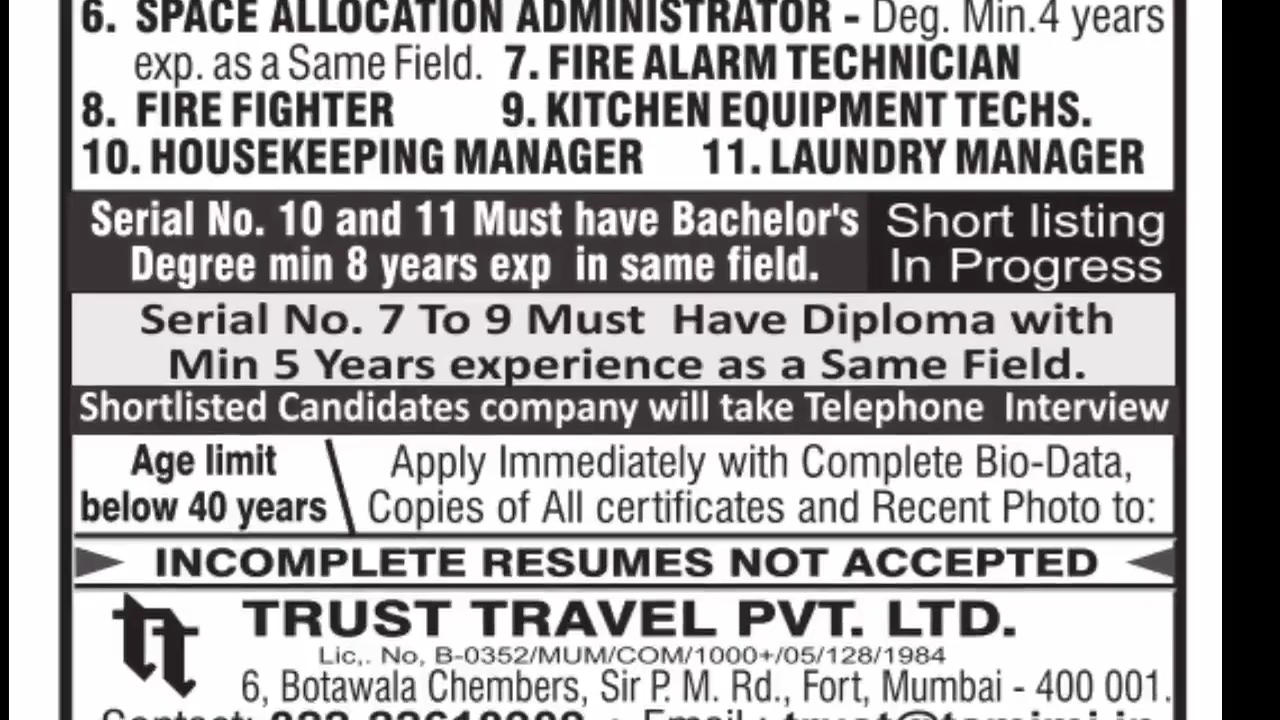 6. SPACE ALLOCATION ADMINISTRATOR - Deg. Min.4 years
exp. as a Same Field. 7. FIRE ALARM TECHNICIAN
8. FIRE FIGHTER 9. KITCHEN EQUIPMENT TECHS.
10. HOUSEKEEPING MANAGER 11. LAUNDRY MANAGER
Serial No. 10 and 11 Must have Bachelor's
Degree min 8 years exp in same field.
Short listing
In Progress
Serial No. 7 To 9 Must Have Diploma with
Min 5 Years experience as a Same Field.
Shortlisted Candidates company will take Telephone Interview
Age limit
below 40 years
Apply Immediately with Complete Bio-Data,
Copies of All certificates and Recent Photo to:
INCOMPLETE RESUMES NOT ACCEPTED
tt
TRUST TRAVEL PVT. LTD.
Lic,. No, B-0352/MUM/COM/1000+/05/128/1984
6, Botawala Chembers, Sir P. M. Rd., Fort, Mumbai - 400 001.
Contact: Email :